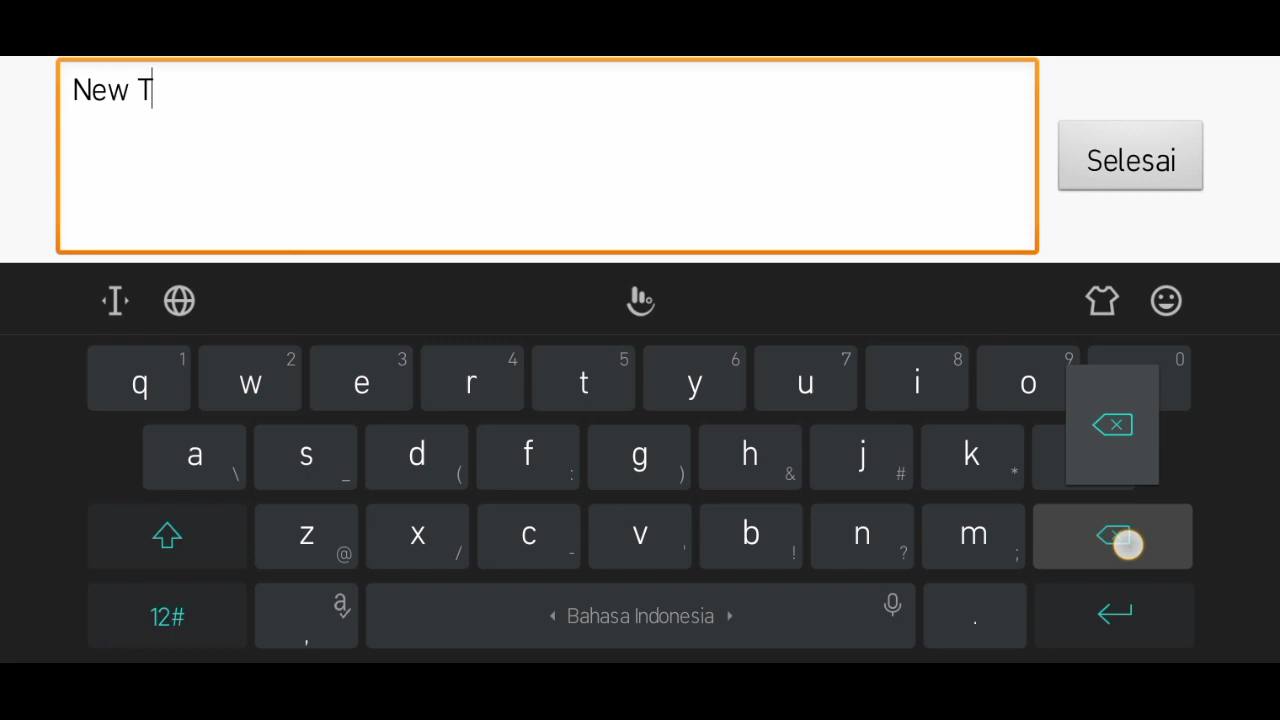 New T
Selesai
q 1 w 2 e 3 r 4 t 5 y 6 u 7 i 8 o 9 0
a \ s _ d ( f : g ) h & j # k *
z @ x / c - v ' b ! n ? m ;
12# , a Bahasa Indonesia .